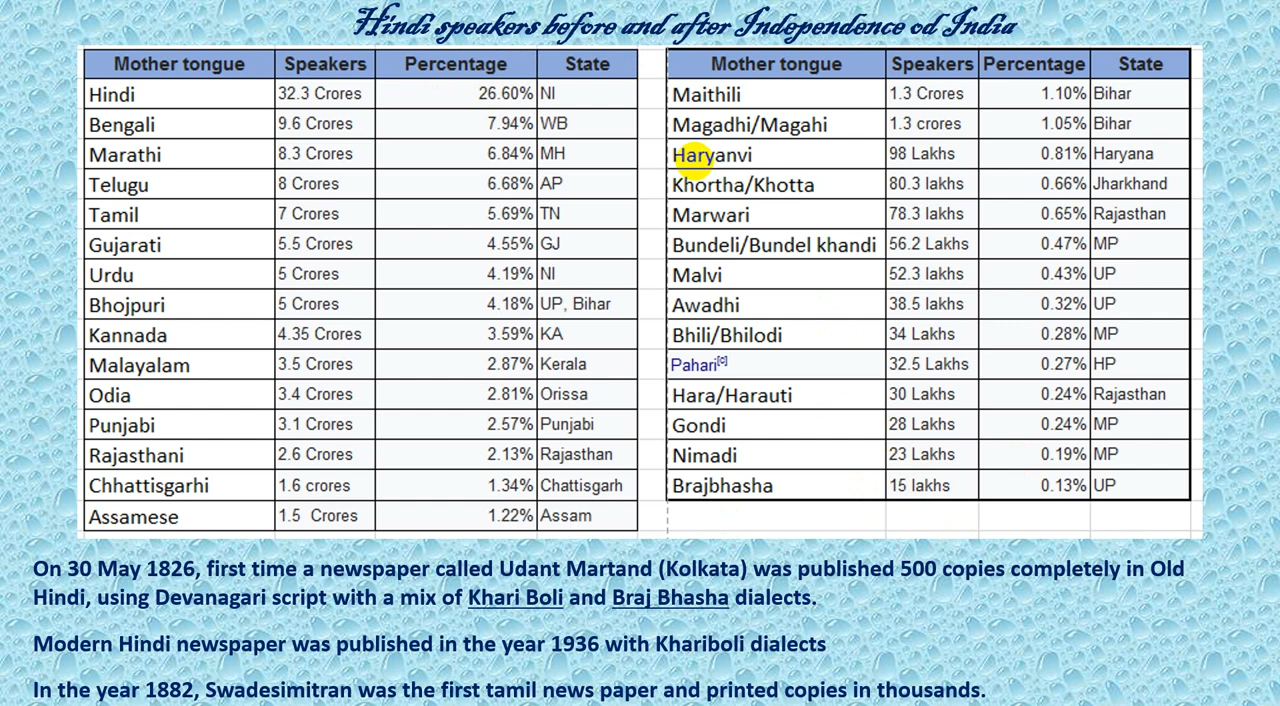 Hindi speakers before and after Independence od India
Mother tongue Speakers Percentage State
Hindi 32.3 Crores 26.60% NI
Bengali 9.6 Crores 7.94% WB
Marathi 8.3 Crores 6.84% MH
Telugu 8 Crores 6.68% AP
Tamil 7 Crores 5.69% TN
Gujarati 5.5 Crores 4.55% GJ
Urdu 5 Crores 4.19% NI
Bhojpuri 5 Crores 4.18% UP, Bihar
Kannada 4.35 Crores 3.59% KA
Malayalam 3.5 Crores 2.87% Kerala
Odia 3.4 Crores 2.81% Orissa
Punjabi 3.1 Crores 2.57% Punjabi
Rajasthani 2.6 Crores 2.13% Rajasthan
Chhattisgarhi 1.6 crores 1.34% Chattisgarh
Assamese 1.5 Crores 1.22% Assam
Mother tongue Speakers Percentage State
Maithili 1.3 Crores 1.10% Bihar
Magadhi/Magahi 1.3 crores 1.05% Bihar
Haryanvi 98 Lakhs 0.81% Haryana
Khortha/Khotta 80.3 lakhs 0.66% Jharkhand
Marwari 78.3 lakhs 0.65% Rajasthan
Bundeli/Bundel khandi 56.2 Lakhs 0.47% MP
Malvi 52.3 lakhs 0.43% UP
Awadhi 38.5 lakhs 0.32% UP
Bhili/Bhilodi 34 Lakhs 0.28% MP
Pahari[c] 32.5 Lakhs 0.27% HP
Hara/Harauti 30 Lakhs 0.24% Rajasthan
Gondi 28 Lakhs 0.24% MP
Nimadi 23 Lakhs 0.19% MP
Brajbhasha 15 lakhs 0.13% UP
On 30 May 1826, first time a newspaper called Udant Martand (Kolkata) was published 500 copies completely in Old
Hindi, using Devanagari script with a mix of Khari Boli and Braj Bhasha dialects.
Modern Hindi newspaper was published in the year 1936 with Khariboli dialects
In the year 1882, Swadesimitran was the first tamil news paper and printed copies in thousands.